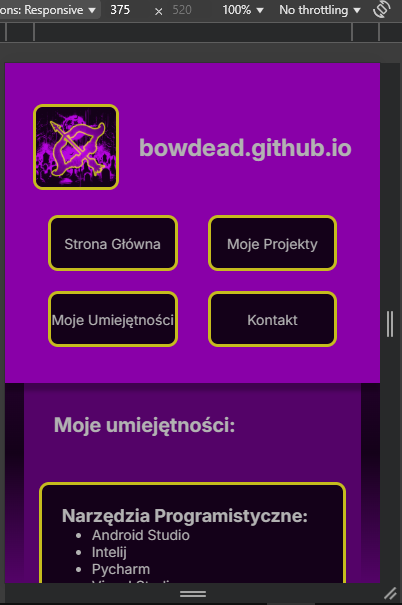 ons: Responsive ▼ 375 × 520 100% ▼ No throttling ▼
bowdead.github.io
Strona Główna
Moje Projekty
Moje Umiejętności
Kontakt
Moje umiejętności:
Narzędzia Programistyczne:
Android Studio
Intelij
Pycharm